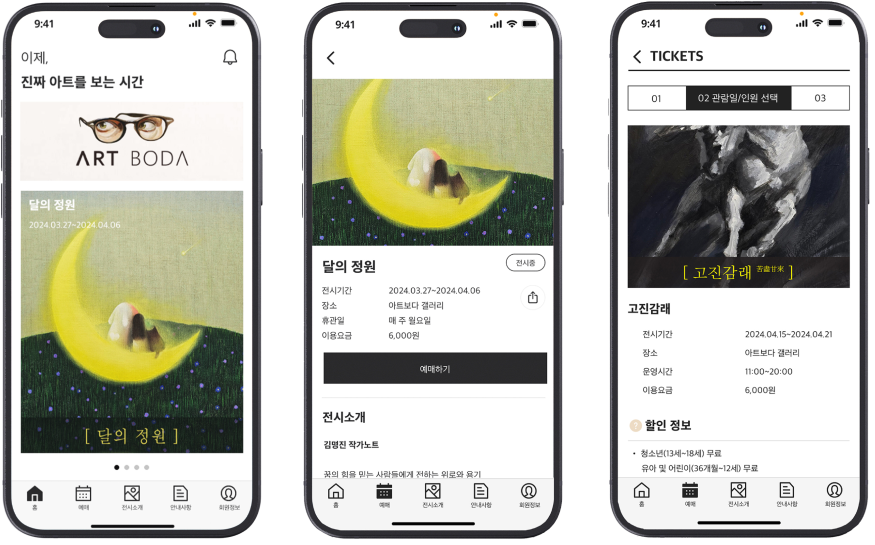 9:41
이제,
진짜 아트를 보는 시간
ART BODA
달의 정원
2024.03.27~2024.04.06
[ 달의 정원 ]
홈
예매
전시소개
안내사항
회원정보
9:41
달의 정원
전시중
전시기간 2024.03.27~2024.04.06
장소 아트보다 갤러리
휴관일 매 주 월요일
이용요금 6,000원
예매하기
전시소개
김명진 작가노트
꿈의 힘을 믿는 사람들에게 전하는 위로와 용기
홈
예매
전시소개
안내사항
회원정보
9:41
TICKETS
01
02 관람일/인원 선택
03
[ 고진감래 苦盡甘來 ]
고진감래
전시기간 2024.04.15~2024.04.21
장소 아트보다 갤러리
운영시간 11:00~20:00
이용요금 6,000원
? 할인 정보
• 청소년(13세~18세) 무료
유아 및 어린이(36개월~12세) 무료
홈
예매
전시소개
안내사항
회원정보